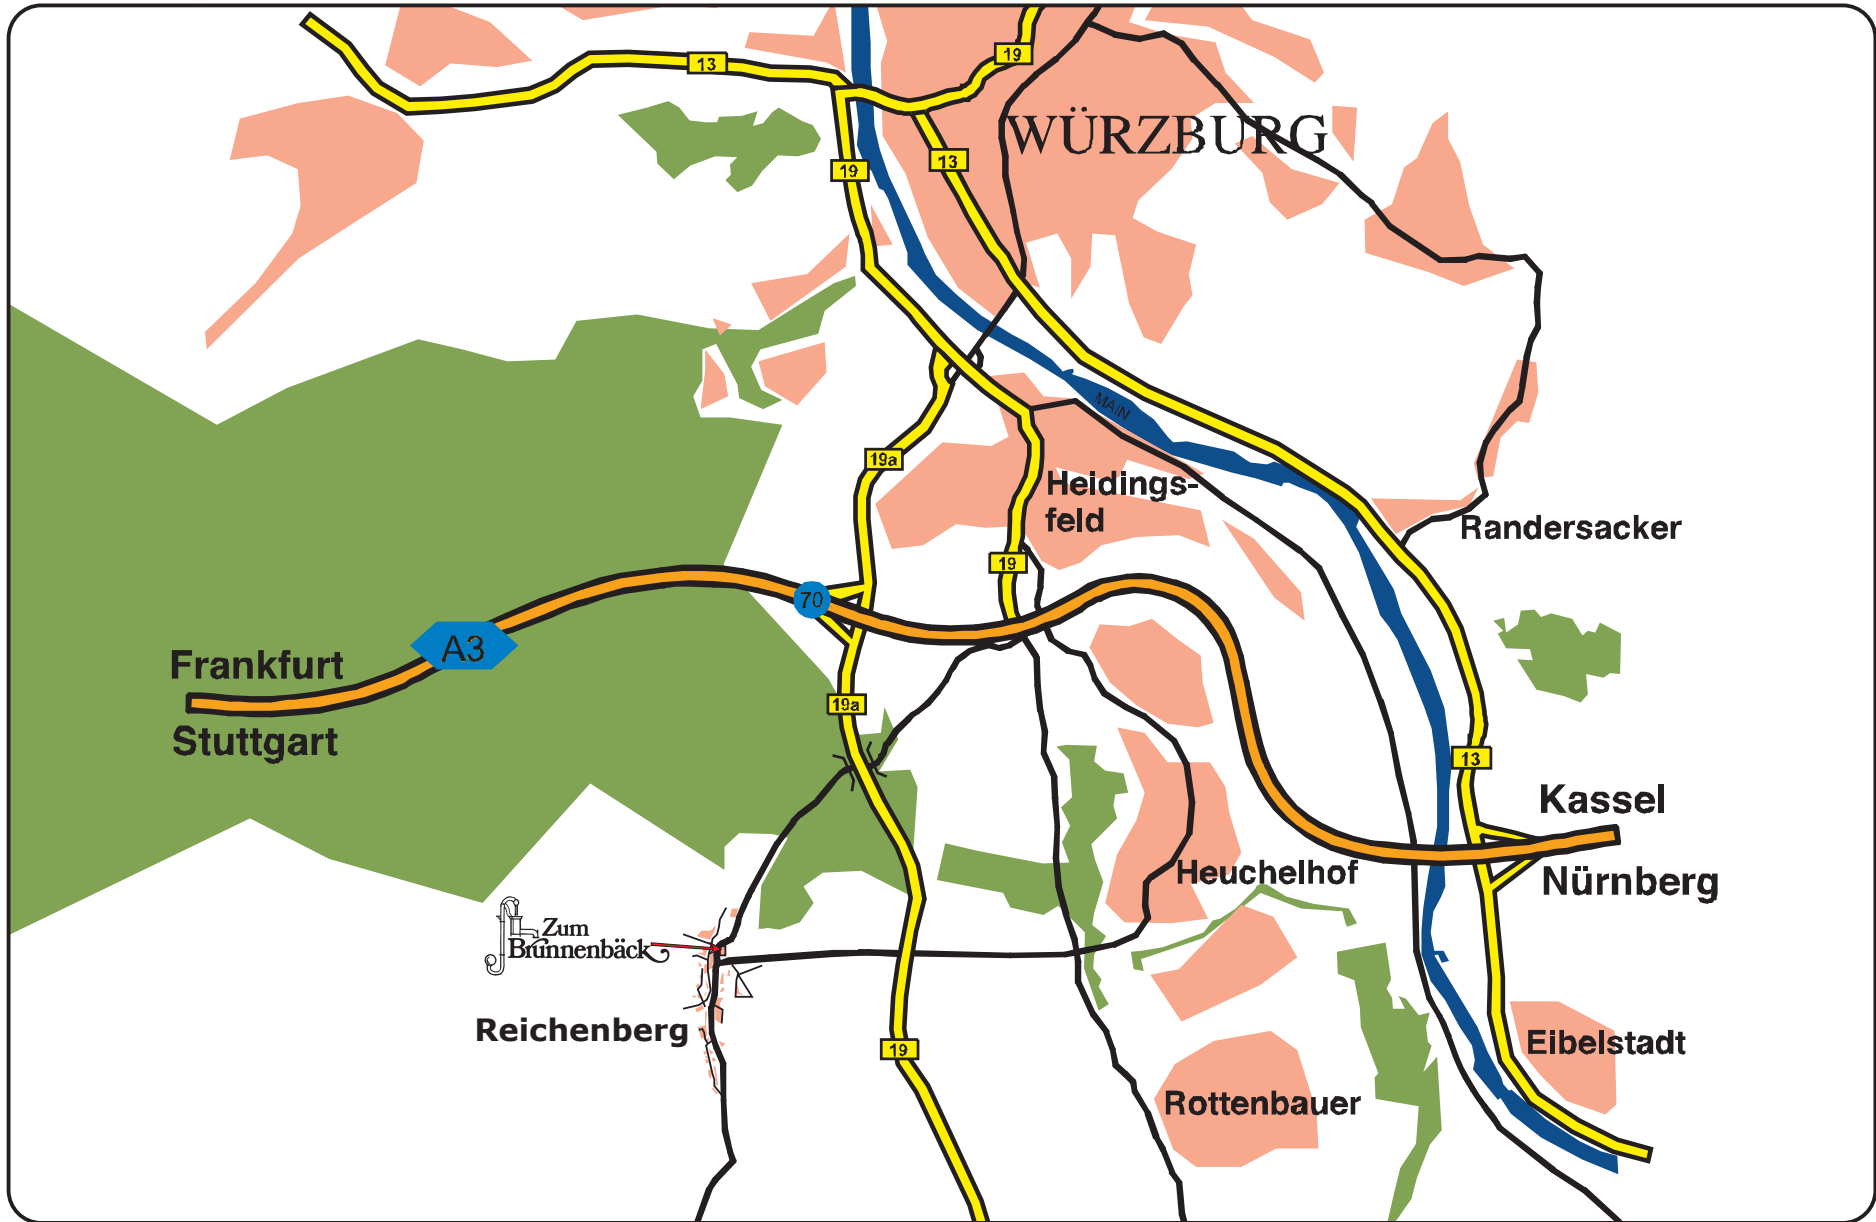 19
13
WÜRZBURG
13
19
MAIN
19a
Heidings-
feld
Randersacker
19
70
A3
Frankfurt
Stuttgart
19a
13
Kassel
Heuchelhof
Nürnberg
Zum
Brunnenbäck
Reichenberg
19
Eibelstadt
Rottenbauer